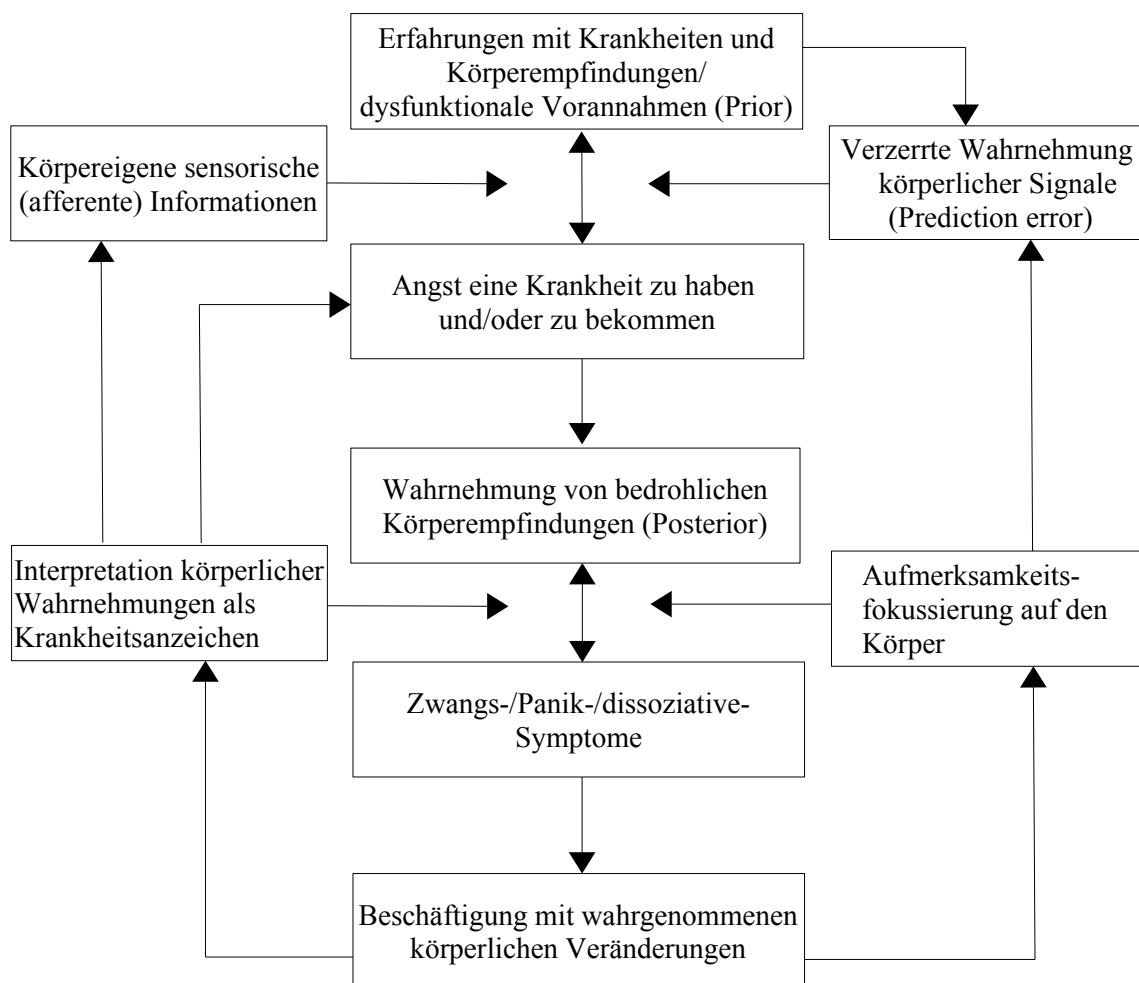 Erfahrungen mit Krankheiten und
Körperempfindungen/
dysfunktionale Vorannahmen (Prior)
Körpereigene sensorische
(afferente) Informationen
Verzerrte Wahrnehmung
körperlicher Signale
(Prediction error)
Angst eine Krankheit zu haben
und/oder zu bekommen
Wahrnehmung von bedrohlichen
Körperempfindungen (Posterior)
Interpretation körperlicher
Wahrnehmungen als
Krankheitsanzeichen
Aufmerksamkeits-
fokussierung auf den
Körper
Zwangs-/Panik-/dissoziative-
Symptome
Beschäftigung mit wahrgenommenen
körperlichen Veränderungen